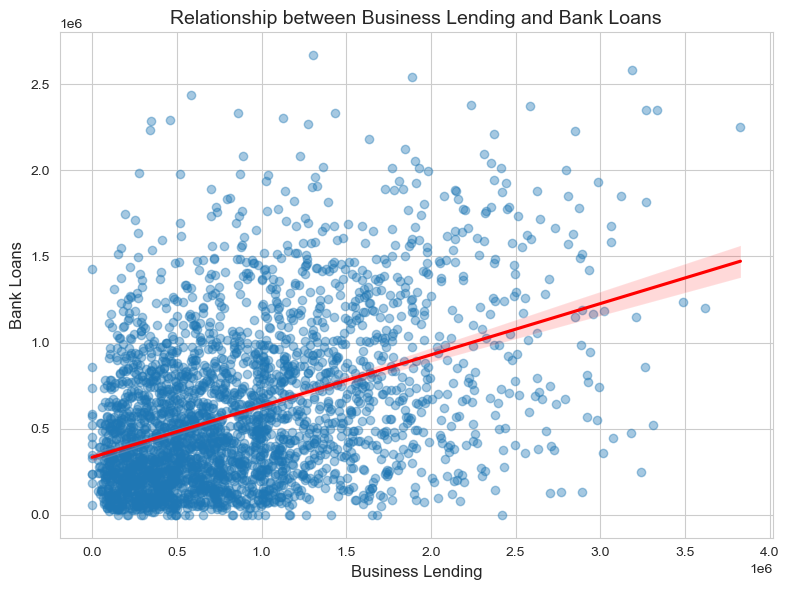 Relationship between Business Lending and Bank Loans
1e6
2.5
2.0
1.5
1.0
0.5
0.0
Bank Loans
0.0 0.5 1.0 1.5 2.0 2.5 3.0 3.5 4.0
1e6
Business Lending